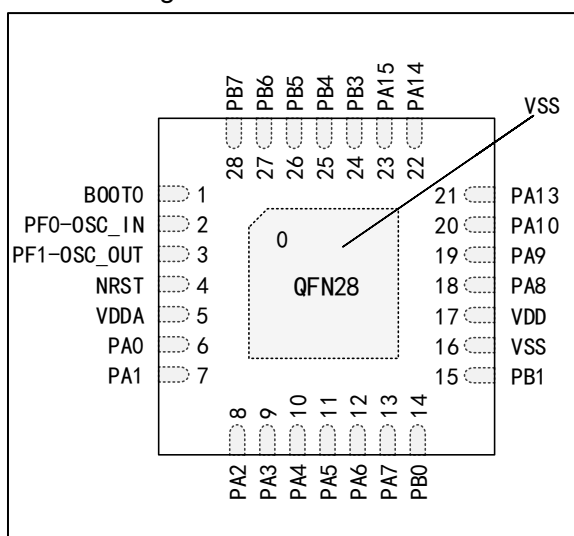 PB7 PB6 PB5 PB4 PB3 PA15 PA14
VSS
28 27 26 25 24 23 22
BOOT0 1
PF0-OSC_IN 2
PF1-OSC_OUT 3
NRST 4
VDDA 5
PA0 6
PA1 7
0
QFN28
21 PA13
20 PA10
19 PA9
18 PA8
17 VDD
16 VSS
15 PB1
8 9 10 11 12 13 14
PA2 PA3 PA4 PA5 PA6 PA7 PB0